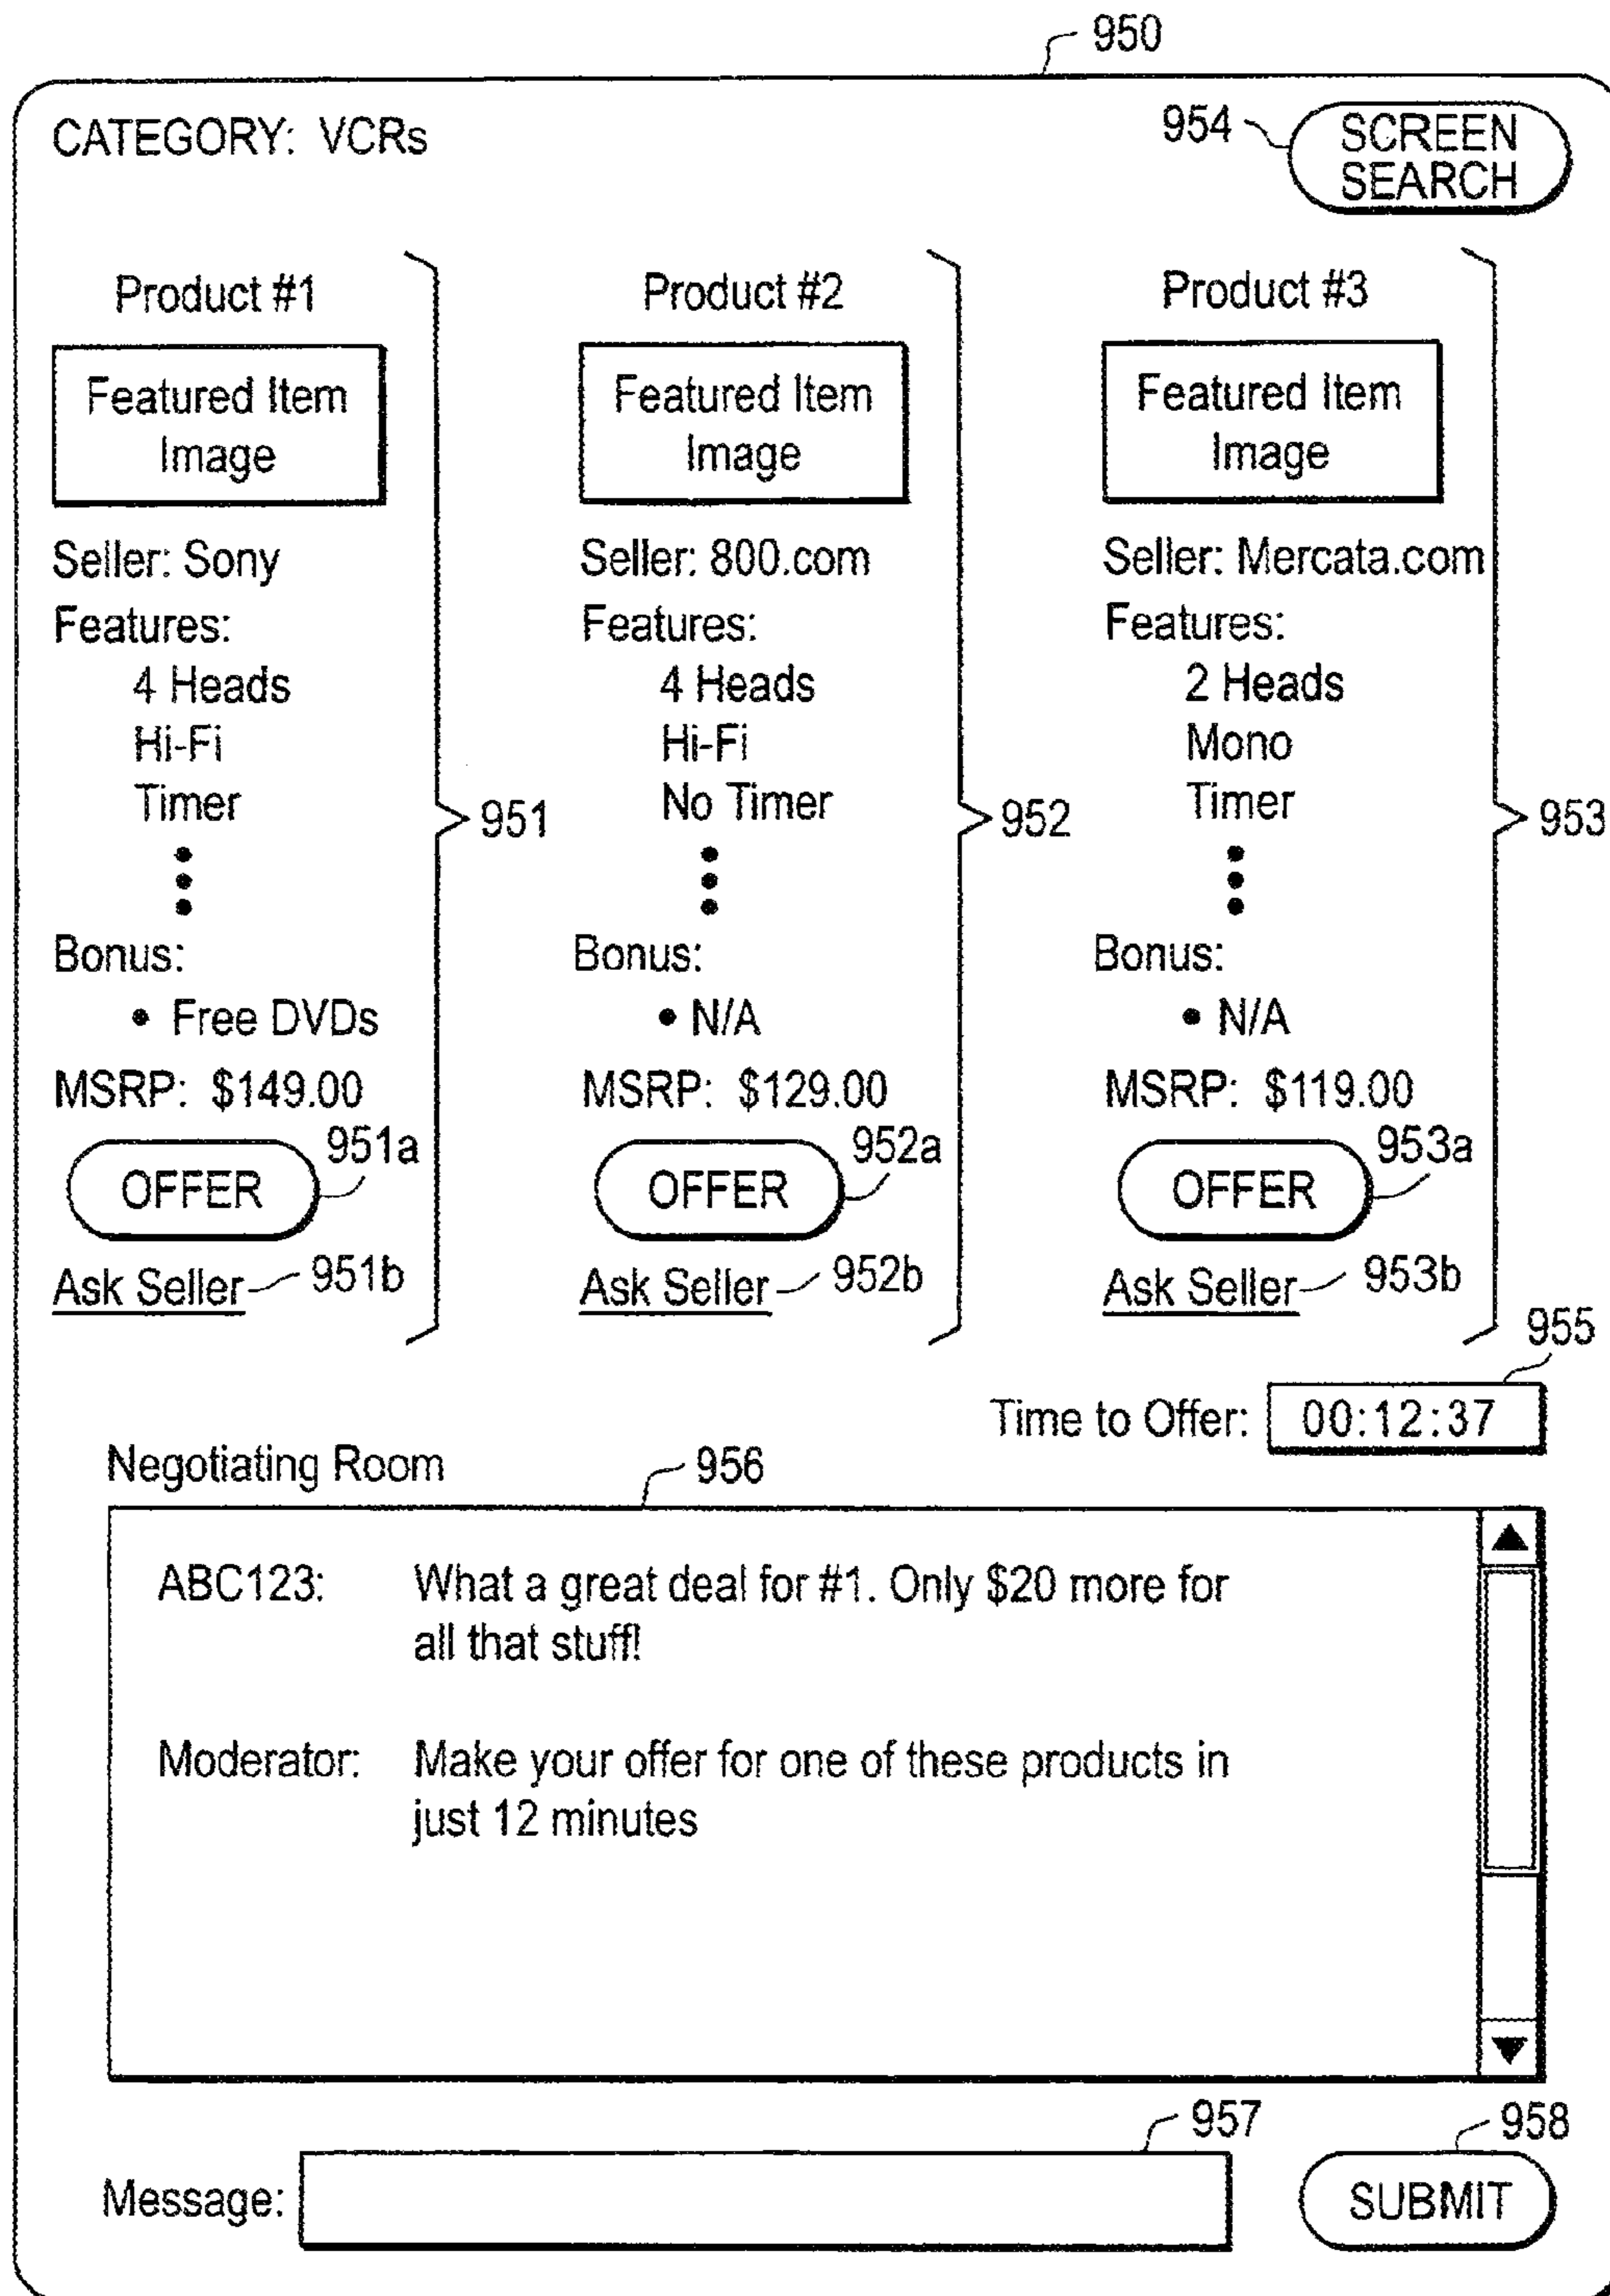 950
CATEGORY: VCRs
954
SCREEN
SEARCH
Product #1
Featured Item
Image
Seller: Sony
Features:
4 Heads
Hi-Fi
Timer
Bonus:
• Free DVDs
MSRP: $149.00
OFFER
951a
Ask Seller
951b
951
Product #2
Featured Item
Image
Seller: 800.com
Features:
4 Heads
Hi-Fi
No Timer
Bonus:
• N/A
MSRP: $129.00
OFFER
952a
Ask Seller
952b
952
Product #3
Featured Item
Image
Seller: Mercata.com
Features:
2 Heads
Mono
Timer
Bonus:
• N/A
MSRP: $119.00
OFFER
953a
Ask Seller
953b
953
955
Time to Offer: 00:12:37
Negotiating Room
956
ABC123: What a great deal for #1. Only $20 more for
all that stuff!
Moderator: Make your offer for one of these products in
just 12 minutes
957
958
Message:
SUBMIT